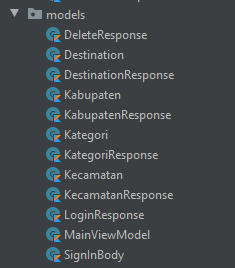 models
DeleteResponse
Destination
DestinationResponse
Kabupaten
KabupatenResponse
Kategori
KategoriResponse
Kecamatan
KecamatanResponse
LoginResponse
MainViewModel
SignInBody